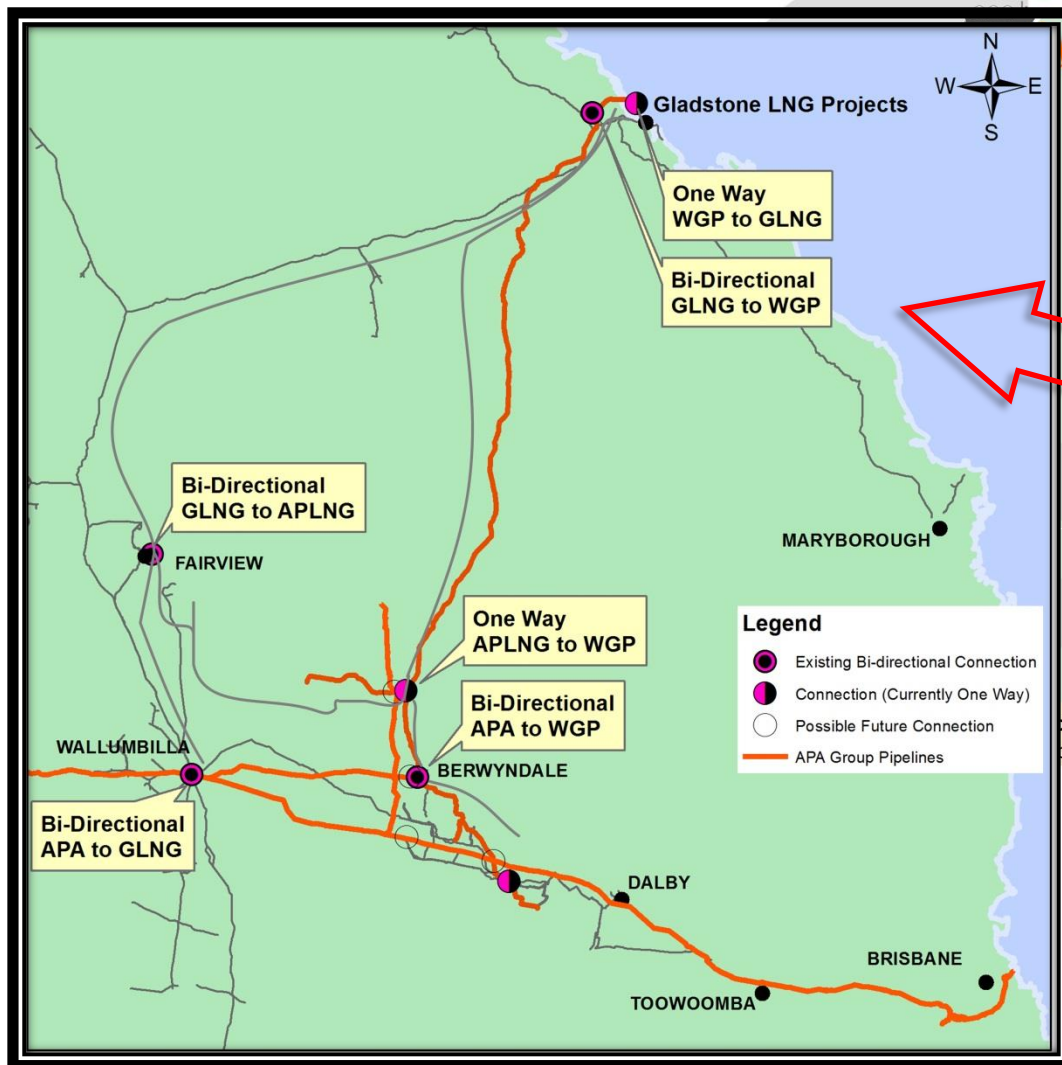 N
W E
S
Gladstone LNG Projects
One Way
WGP to GLNG
Bi-Directional
GLNG to WGP
Bi-Directional
GLNG to APLNG
FAIRVIEW
MARYBOROUGH
One Way
APLNG to WGP
Legend
Existing Bi-directional Connection
Connection (Currently One Way)
Possible Future Connection
APA Group Pipelines
Bi-Directional
APA to WGP
WALLUMBILLA
BERWYNDALE
Bi-Directional
APA to GLNG
DALBY
BRISBANE
TOOWOOMBA